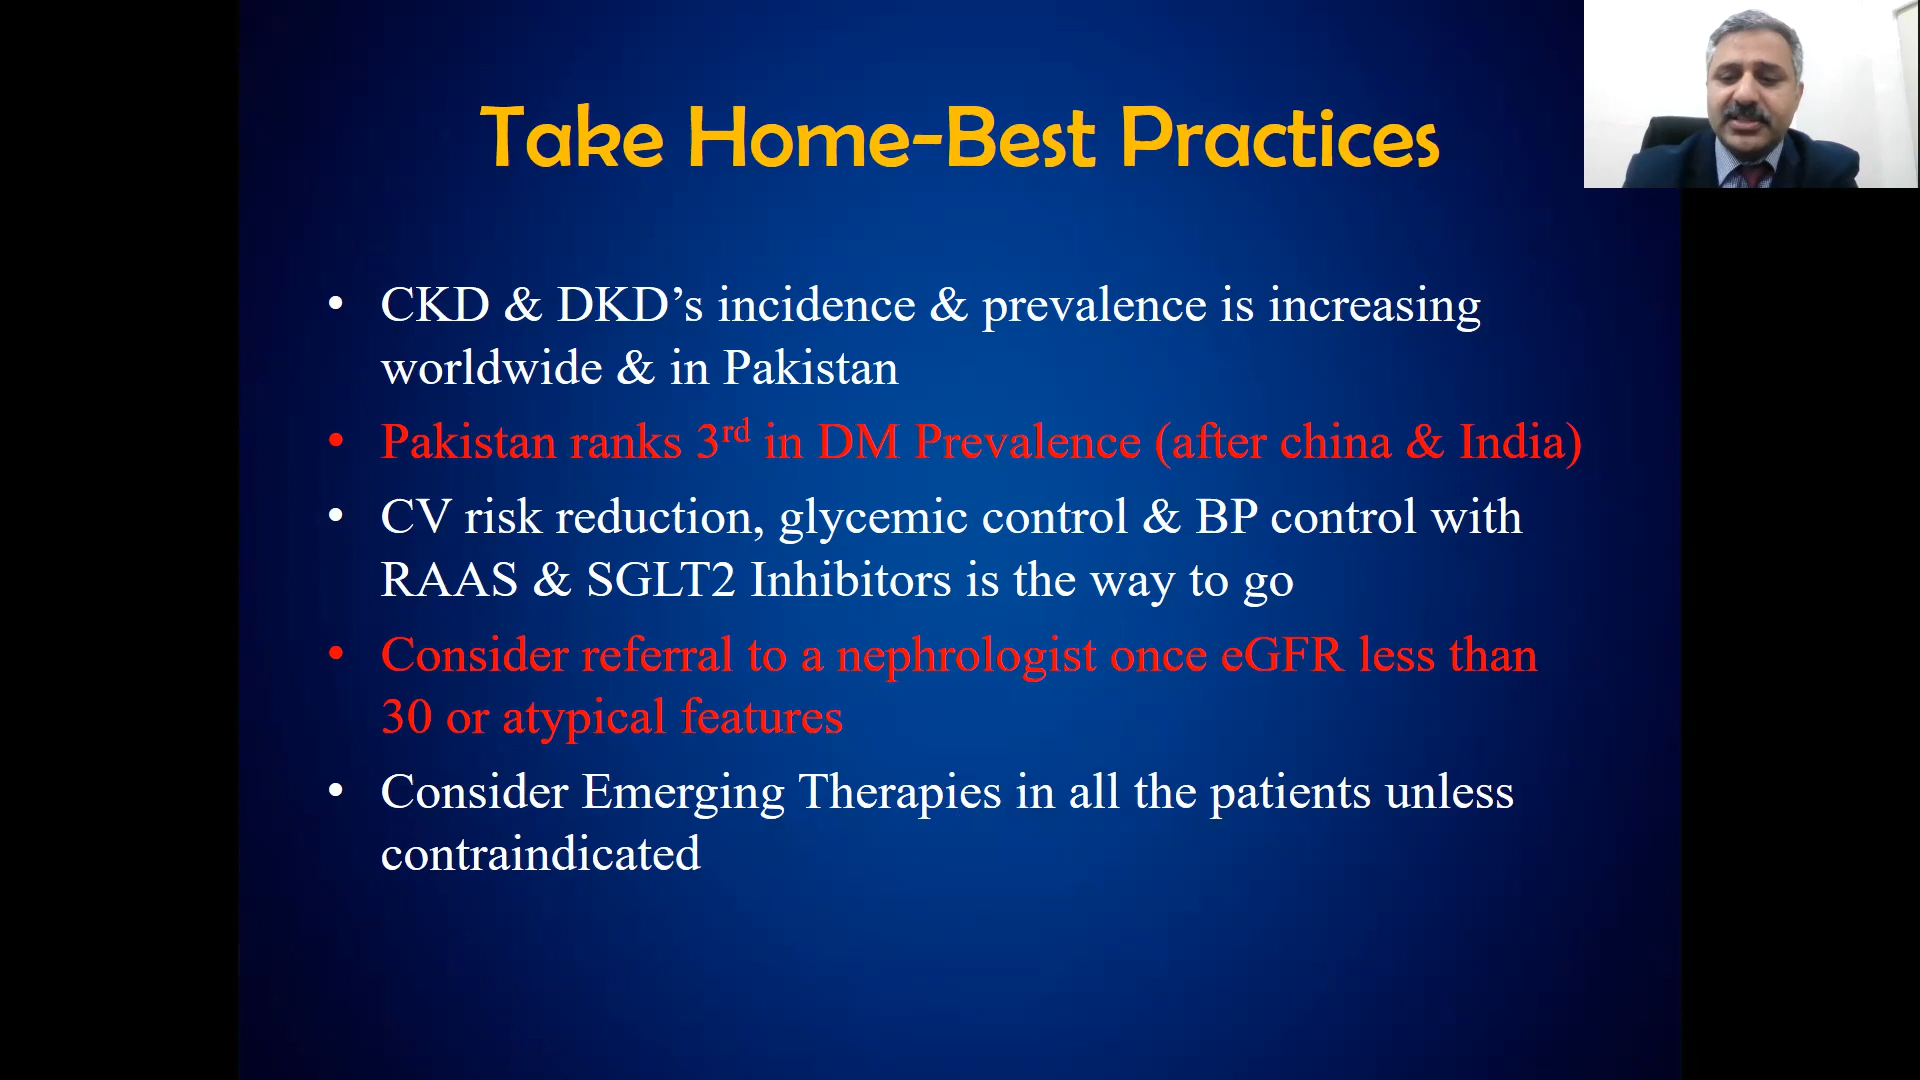 Take Home-Best Practices
• CKD & DKD’s incidence & prevalence is increasing
worldwide & in Pakistan
• Pakistan ranks 3rd in DM Prevalence (after china & India)
• CV risk reduction, glycemic control & BP control with
RAAS & SGLT2 Inhibitors is the way to go
• Consider referral to a nephrologist once eGFR less than
30 or atypical features
• Consider Emerging Therapies in all the patients unless
contraindicated